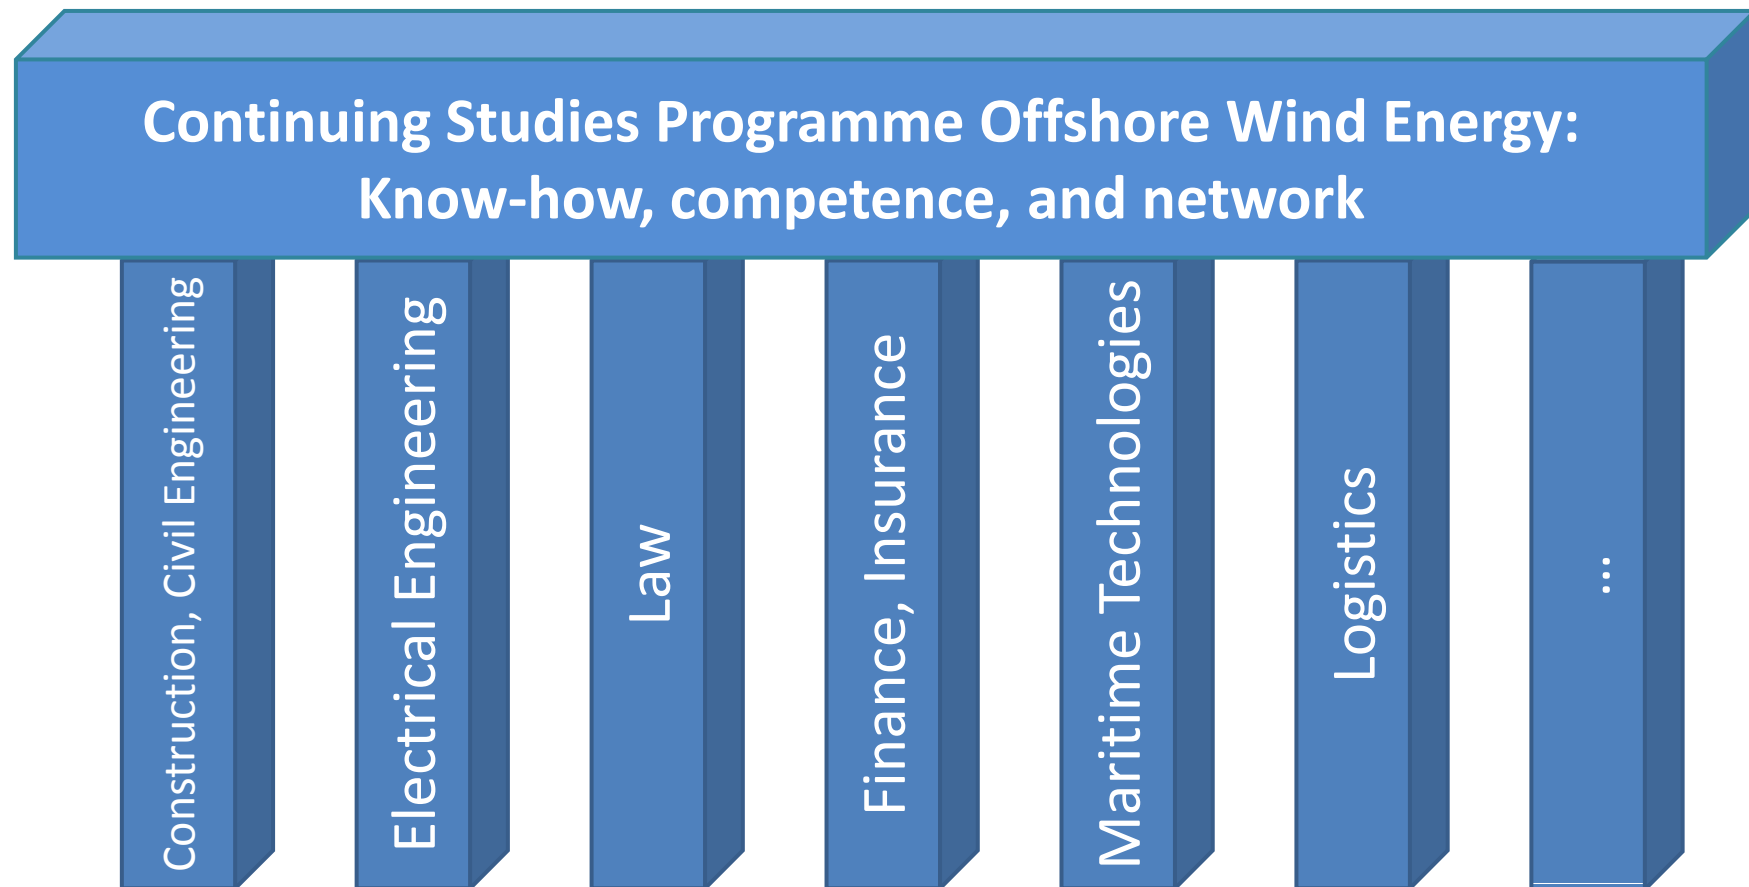 Continuing Studies Programme Offshore Wind Energy:
Know-how, competence, and network
Construction, Civil Engineering
Electrical Engineering
Law
Finance, Insurance
Maritime Technologies
Logistics
...